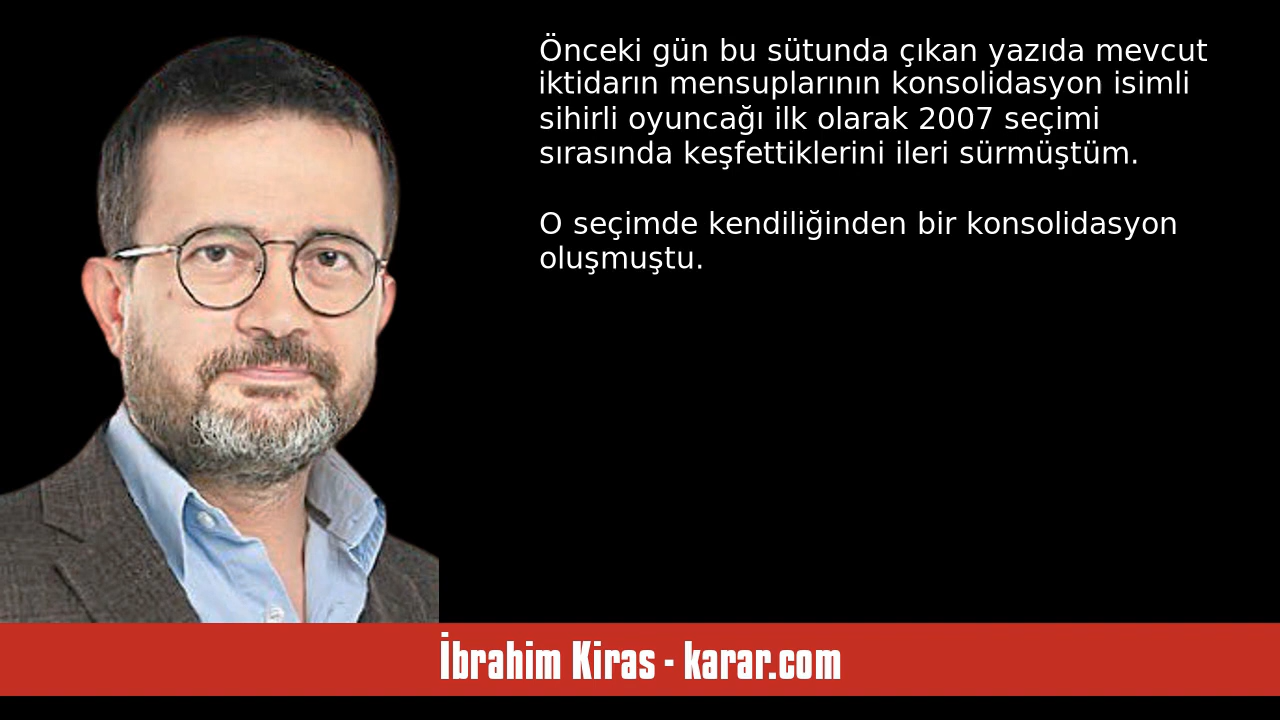 Önceki gün bu sütunda çıkan yazıda mevcut
iktidarın mensuplarının konsolidasyon isimli
sihirli oyuncağı ilk olarak 2007 seçimi
sırasında keşfettiklerini ileri sürmüştüm.
O seçimde kendiliğinden bir konsolidasyon
oluşmuştu.
İbrahim Kiras - karar.com